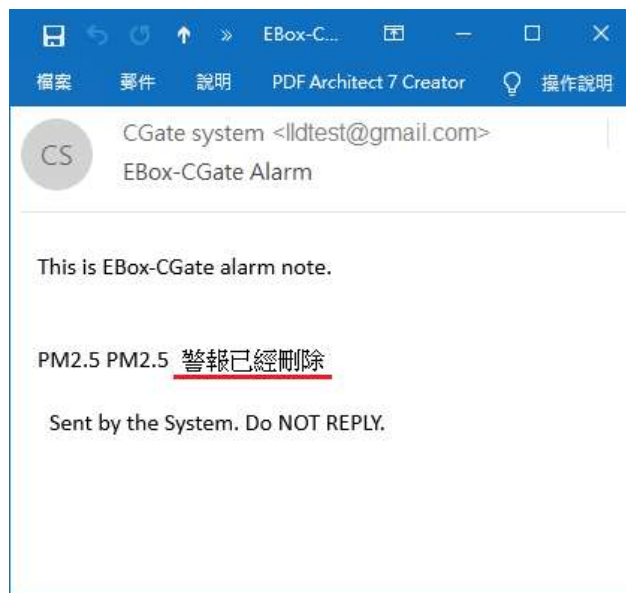 EBox-C...
檔案 郵件 說明 PDF Architect 7 Creator 操作說明
CS
CGate system <lldtest@gmail.com>
EBox-CGate Alarm
This is EBox-CGate alarm note.
PM2.5 PM2.5 警報已經刪除
Sent by the System. Do NOT REPLY.